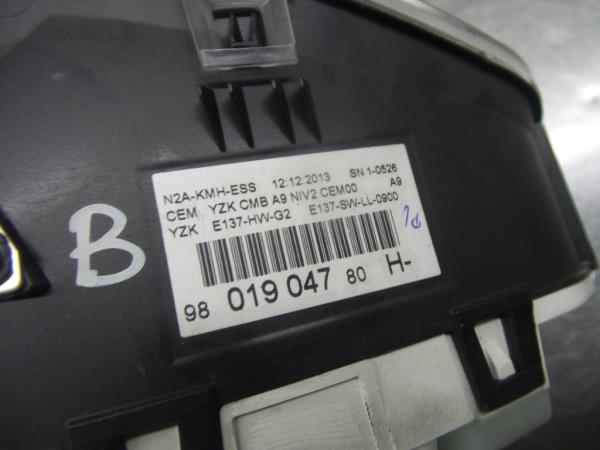 B
N2A-KMH-ESS 12:12:2013 SN 1-0526
CEM YZK CMB A9 NIV2 CEM00 A9
YZK E137-HW-G2 E137-SW-LL-0900
98 019 047 80 H-